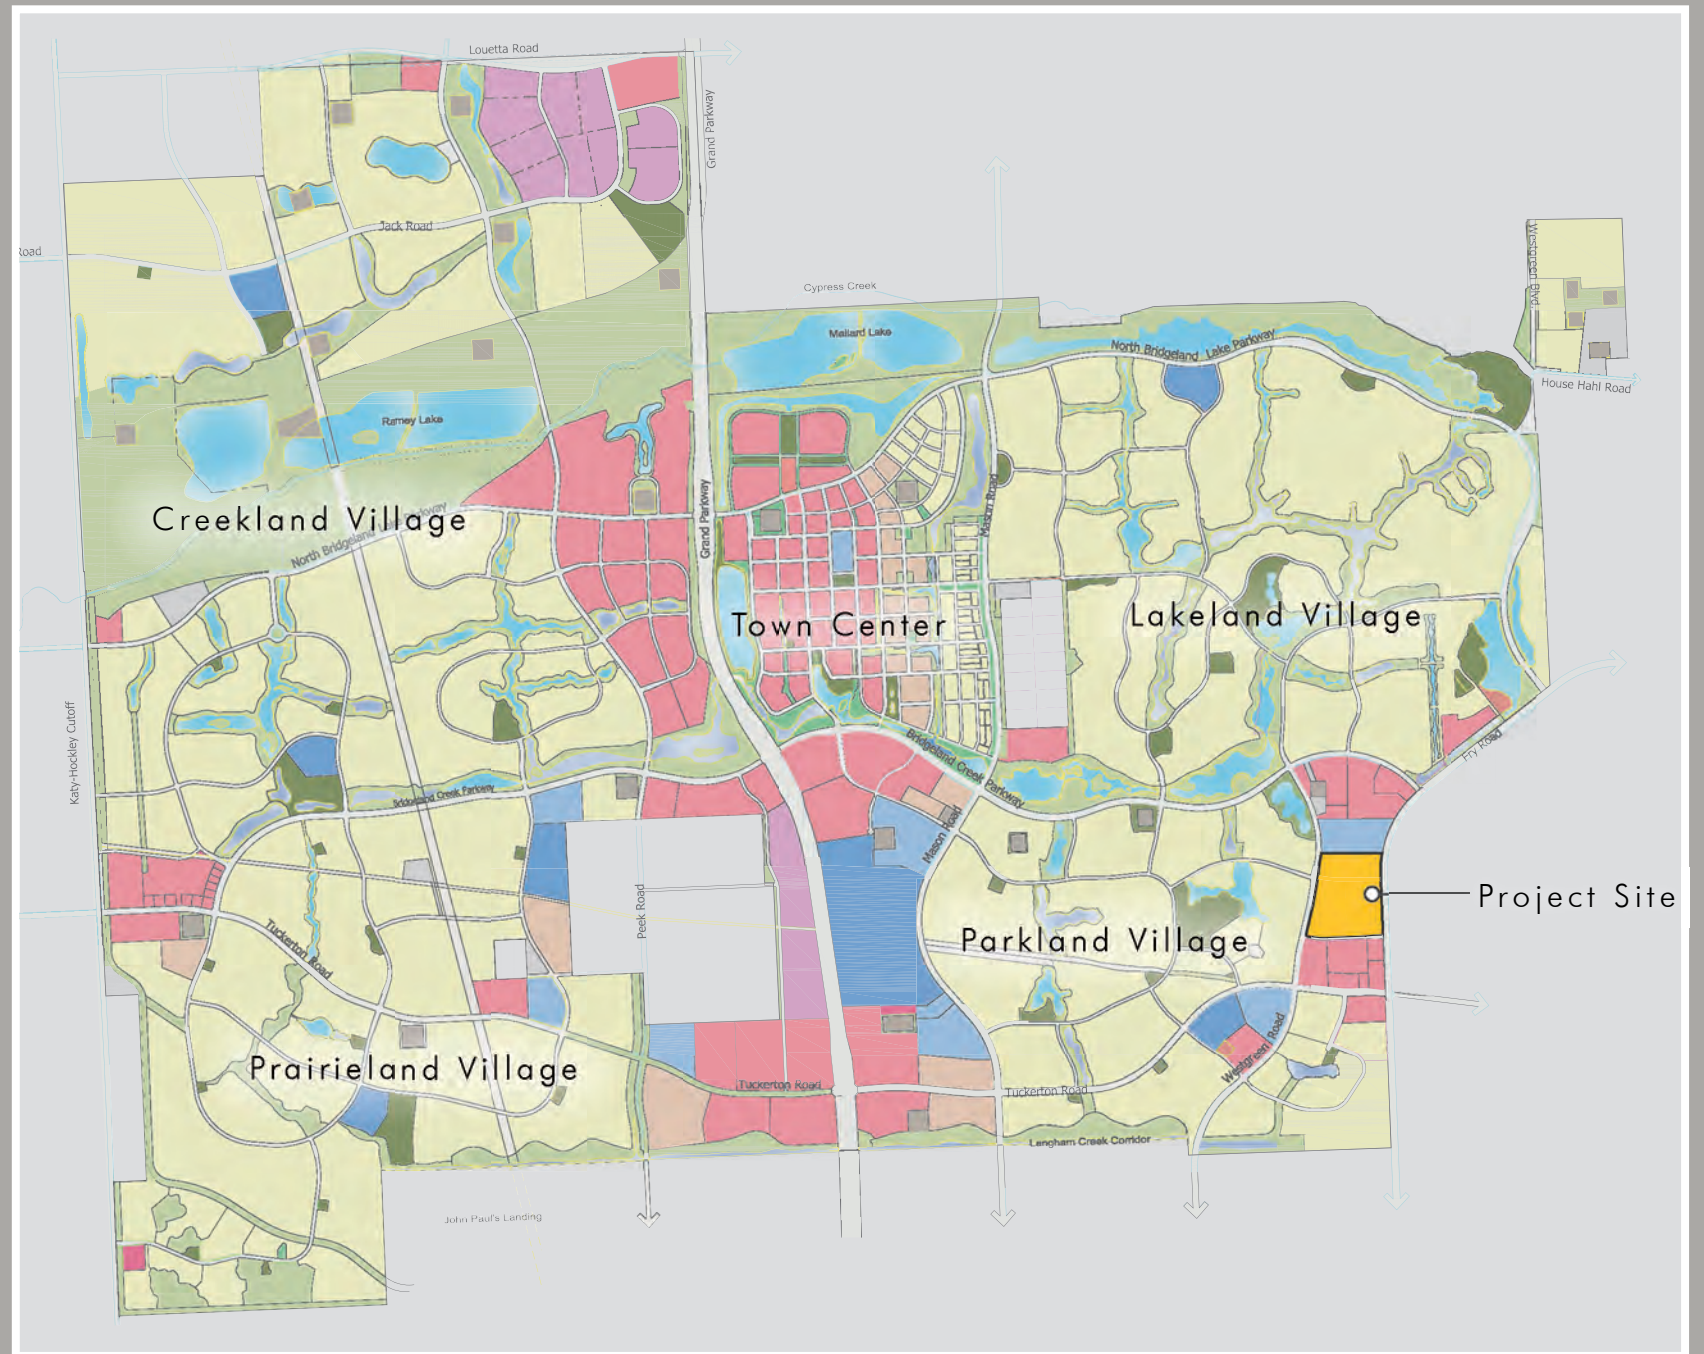 Louetta Road
Grand Parkway
Jack Road
Road
Westgreen Blvd
Cypress Creek
Mallard Lake
North Bridgeland Lake Parkway
House Hahl Road
Ramey Lake
Grand Parkway
Mason Road
Creekland Village
North Bridgeland Lake Parkway
Town Center
Lakeland Village
Katy-Hockley Cutoff
Bridgeland Creek Parkway
Fry Road
Bridgeland Creek Parkway
Mason Road
Peek Road
Project Site
Tuckerton Road
Parkland Village
Prairieland Village
Westgreen Road
Tuckerton Road
Tuckerton Road
Langham Creek Corridor
John Paul's Landing